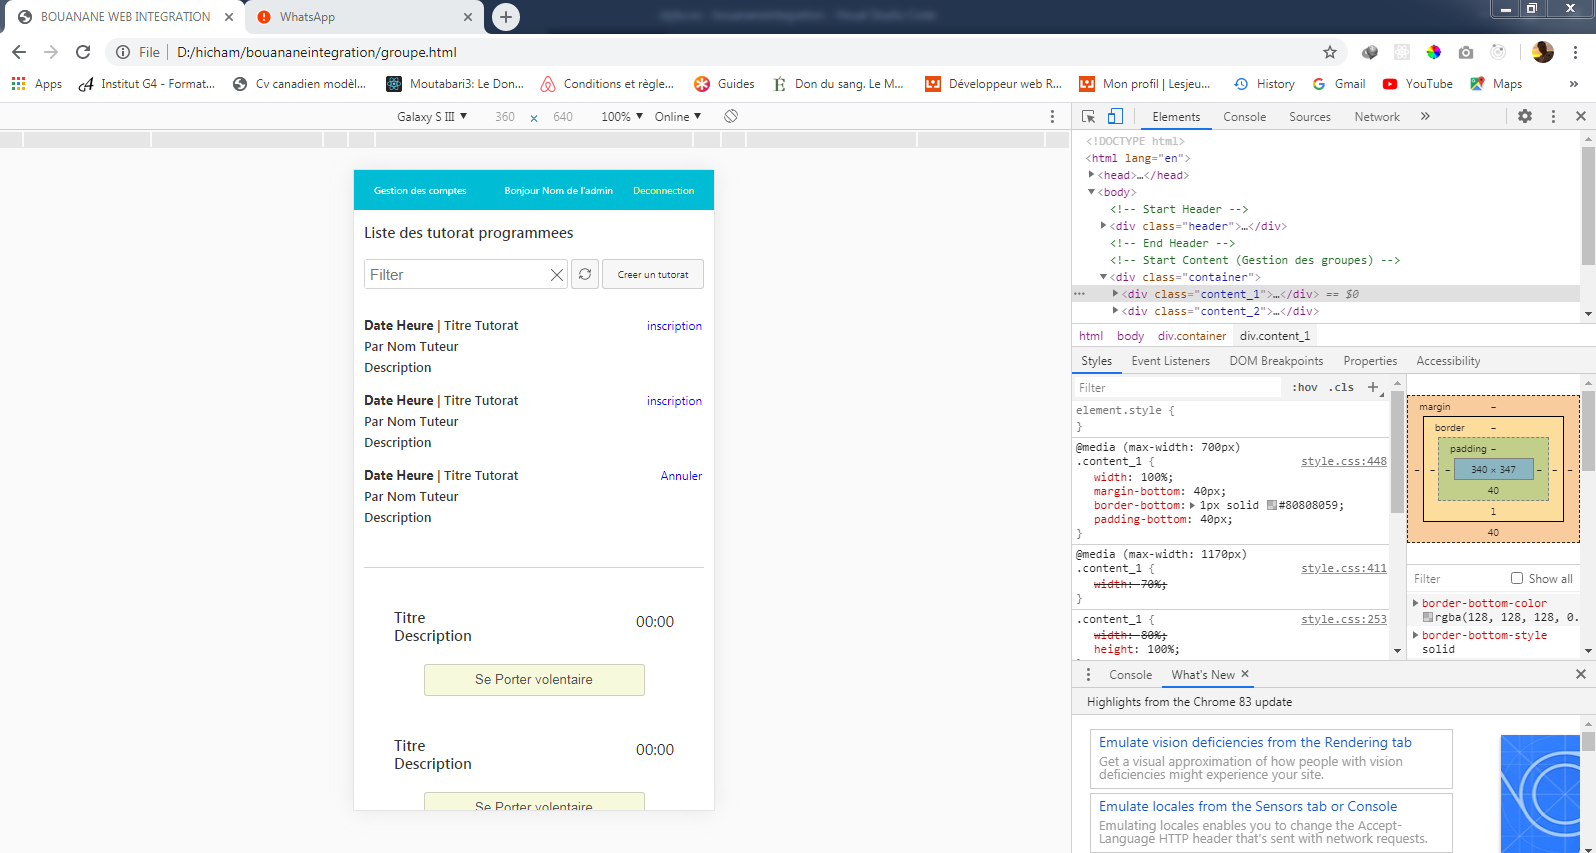 BOUANANE WEB INTEGRATION
WhatsApp
File | D:/hicham/bouananeintegration/groupe.html
Apps Institut G4 - Format... Cv canadien modèl... Moutabari3: Le Don... Conditions et règle... Guides Don du sang. Le M... Développeur web R... Mon profil | Lesjeu... History Gmail YouTube Maps »
Galaxy S III ▼ 360 × 640 100% ▼ Online ▼
Elements Console Sources Network »
<!DOCTYPE html>
<html lang="en">
<head>…</head>
<body>
<!-- Start Header -->
<div class="header">…</div>
<!-- End Header -->
<!-- Start Content (Gestion des groupes) -->
<div class="container">
<div class="content_1">…</div> == $0
<div class="content_2">…</div>
html body div.container div.content_1
Styles Event Listeners DOM Breakpoints Properties Accessibility
Filter :hov .cls +
element.style {
}
@media (max-width: 700px)
.content_1 { style.css:448
width: 100%;
margin-bottom: 40px;
border-bottom: 1px solid #80808059;
padding-bottom: 40px;
}
@media (max-width: 1170px)
.content_1 { style.css:411
width: 70%;
}
.content_1 { style.css:253
width: 80%;
height: 100%;
margin –
border –
padding –
– – – 340 × 347 – – –
40
1
40
Filter Show all
border-bottom-color
rgba(128, 128, 128, 0.
border-bottom-style
solid
Console What's New ×
Highlights from the Chrome 83 update
Emulate vision deficiencies from the Rendering tab
Get a visual approximation of how people with vision
deficiencies might experience your site.
Emulate locales from the Sensors tab or Console
Emulating locales enables you to change the Accept-
Language HTTP header that's sent with network requests.
Gestion des comptes Bonjour Nom de l'admin Deconnection
Liste des tutorat programmees
Filter Creer un tutorat
Date Heure | Titre Tutorat inscription
Par Nom Tuteur
Description
Date Heure | Titre Tutorat inscription
Par Nom Tuteur
Description
Date Heure | Titre Tutorat Annuler
Par Nom Tuteur
Description
Titre
Description 00:00
Se Porter volentaire
Titre
Description 00:00
Se Porter volentaire